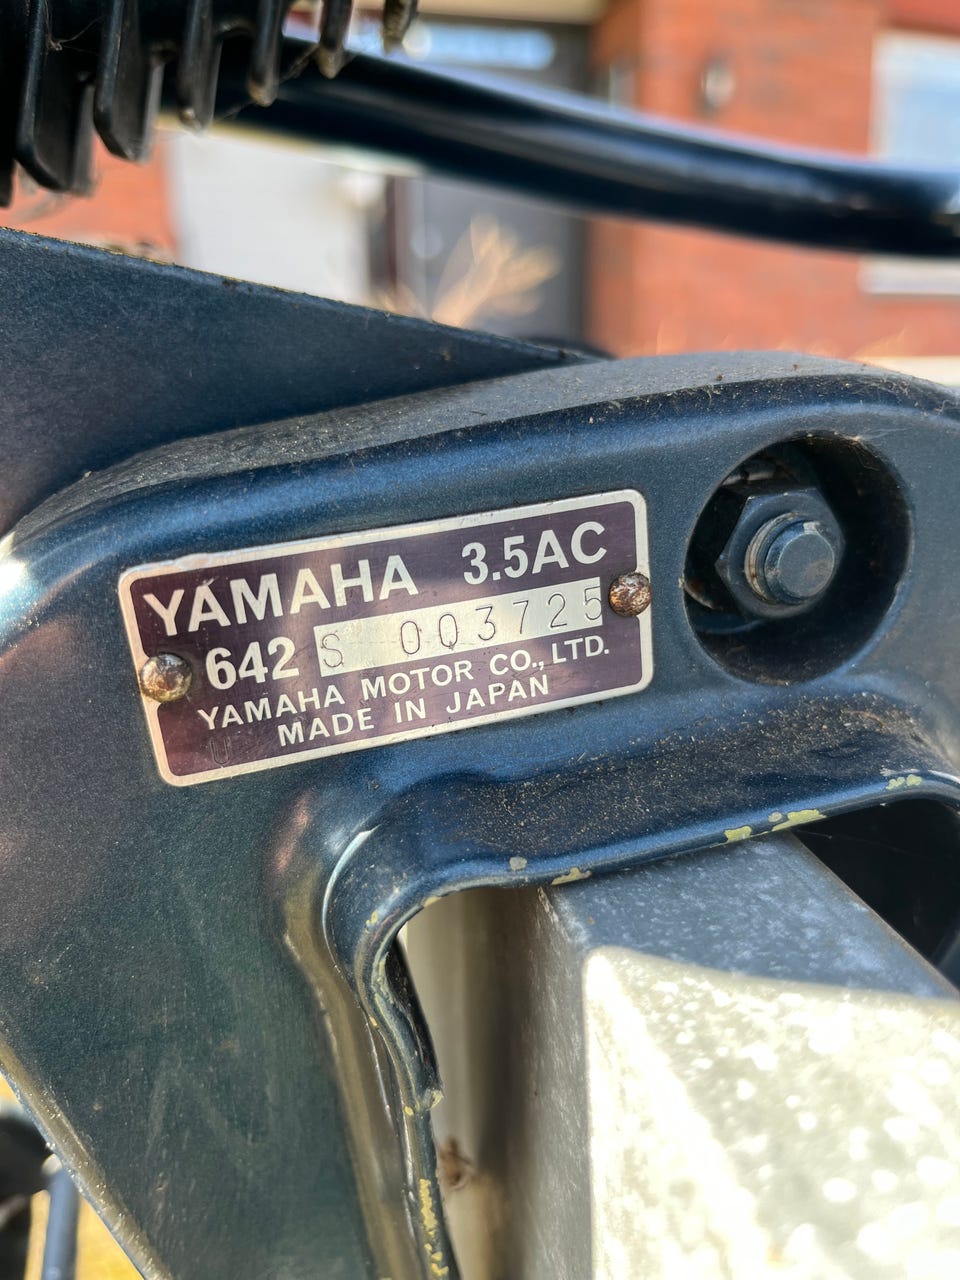 YAMAHA 3.5AC
642 S 003725
YAMAHA MOTOR CO., LTD.
U MADE IN JAPAN